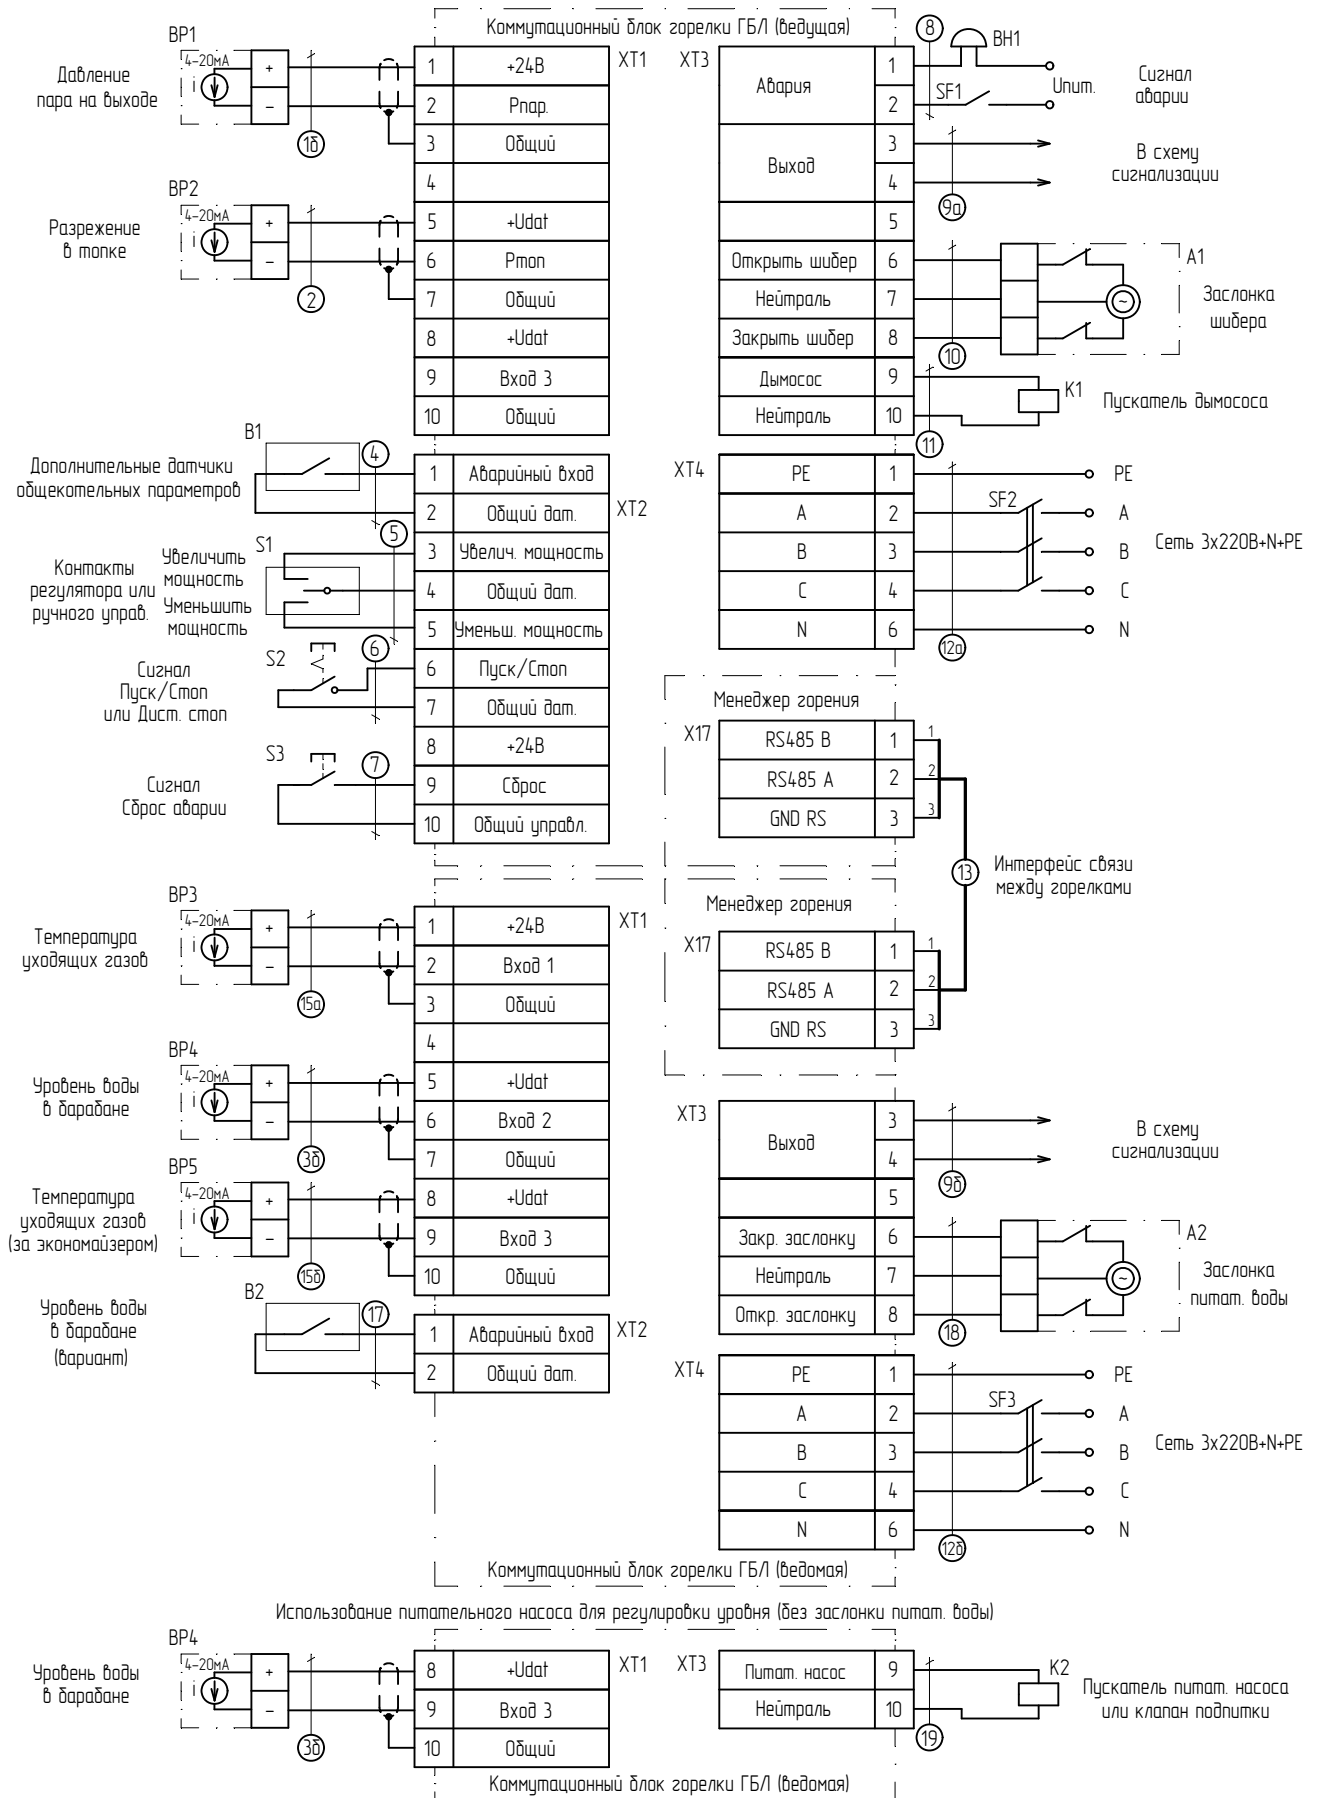 Коммутационный блок горелки ГБЛ (ведущая)
BP1
4-20мА
i
+
−
Давление
пара на выходе
1б
XT1
1 +24В
2 Рпар.
3 Общий
4
5 +Udat
6 Pтоп
7 Общий
8 +Udat
9 Вход 3
10 Общий
BP2
4-20мА
i
+
−
Разрежение
в топке
2
XT3
Авария 1
2
Выход 3
4
5
Открыть шибер 6
Нейтраль 7
Закрыть шибер 8
Дымосос 9
Нейтраль 10
8
BH1
SF1
Uпит.
Сигнал
аварии
9а
В схему
сигнализации
10
A1
~
Заслонка
шибера
11
K1
Пускатель дымососа
B1
4
Дополнительные датчики
общекотельных параметров
XT2
1 Аварийный вход
2 Общий дат.
3 Увелич. мощность
4 Общий дат.
5 Уменьш. мощность
6 Пуск/Стоп
7 Общий дат.
8 +24В
9 Сброс
10 Общий управл.
5
S1
Увеличить
мощность
Уменьшить
мощность
Контакты
регулятора или
ручного управ.
6
S2
Сигнал
Пуск/Стоп
или Дист. стоп
7
S3
Сигнал
Сброс аварии
XT4
PE 1
A 2
B 3
C 4
N 6
12а
SF2
PE
A
B
C
N
Сеть 3x220В+N+PE
Менеджер горения
X17
RS485 B 1 1
RS485 A 2 2
GND RS 3 3
13
Интерфейс связи
между горелками
Менеджер горения
X17
RS485 B 1 1
RS485 A 2 2
GND RS 3 3
BP3
4-20мА
i
+
−
Температура
уходящих газов
15а
XT1
1 +24В
2 Вход 1
3 Общий
4
5 +Udat
6 Вход 2
7 Общий
8 +Udat
9 Вход 3
10 Общий
BP4
4-20мА
i
+
−
Уровень воды
в барабане
3б
BP5
4-20мА
i
+
−
Температура
уходящих газов
(за экономайзером)
15б
B2
17
Уровень воды
в барабане
(вариант)
XT2
1 Аварийный вход
2 Общий дат.
XT3
Выход 3
4
5
Закр. заслонку 6
Нейтраль 7
Откр. заслонку 8
9б
В схему
сигнализации
18
A2
~
Заслонка
питат. воды
XT4
PE 1
A 2
B 3
C 4
N 6
12б
SF3
PE
A
B
C
N
Сеть 3x220В+N+PE
Коммутационный блок горелки ГБЛ (ведомая)
Использование питательного насоса для регулировки уровня (без заслонки питат. воды)
BP4
4-20мА
i
+
−
Уровень воды
в барабане
3б
XT1
8 +Udat
9 Вход 3
10 Общий
XT3
Питат. насос 9
Нейтраль 10
19
K2
Пускатель питат. насоса
или клапан подпитки
Коммутационный блок горелки ГБЛ (ведомая)